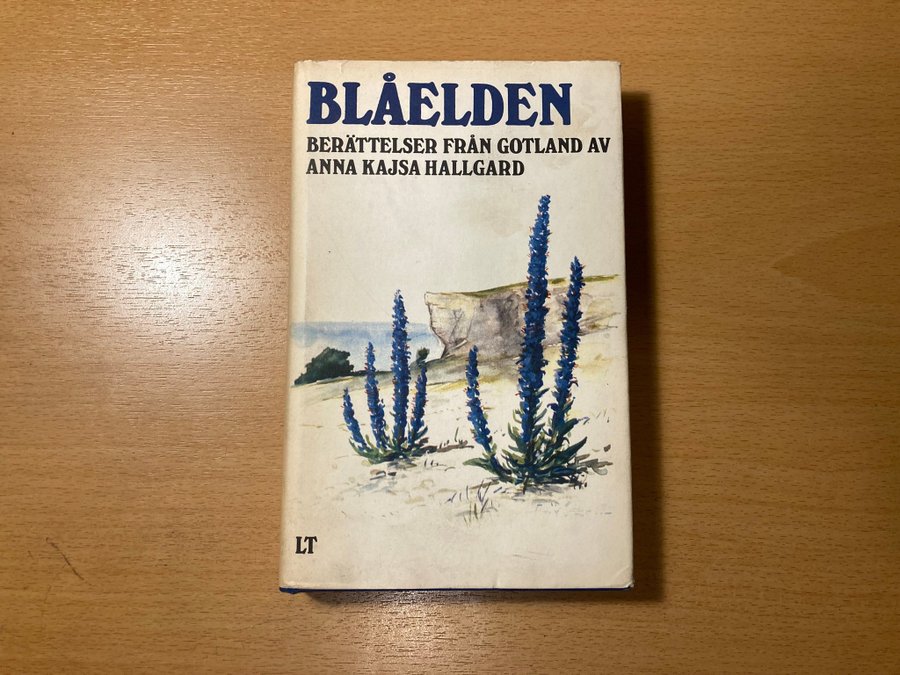 BLÅELDEN
BERÄTTELSER FRÅN GOTLAND AV
ANNA KAJSA HALLGARD
LT